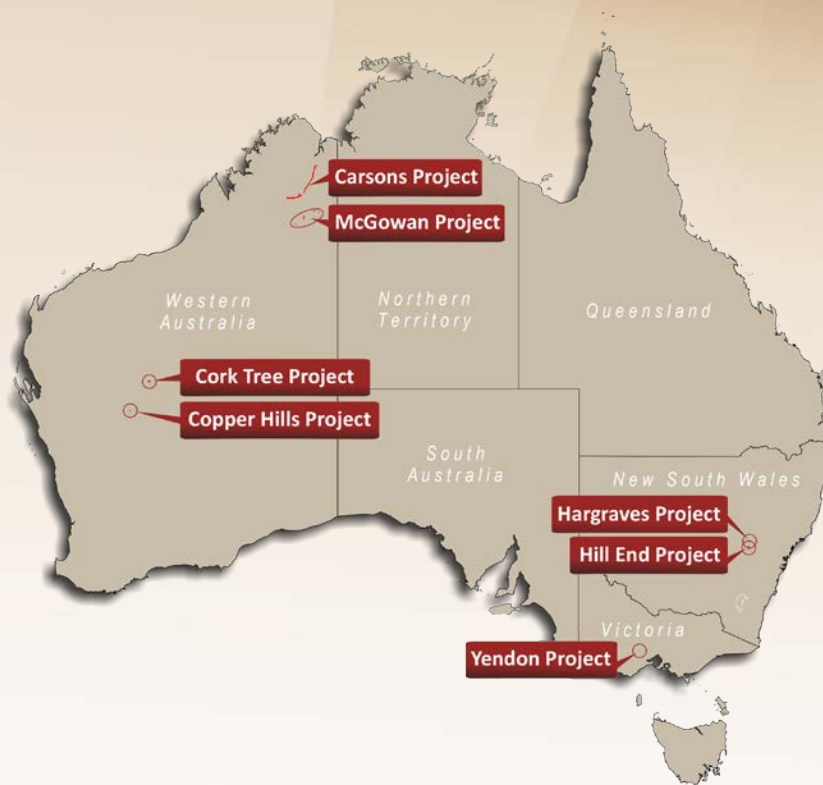 Carsons Project
McGowan Project
Western
Australia
Northern
Territory
Queensland
Cork Tree Project
Copper Hills Project
South
Australia
New South Wales
Hargraves Project
Hill End Project
Victoria
Yendon Project